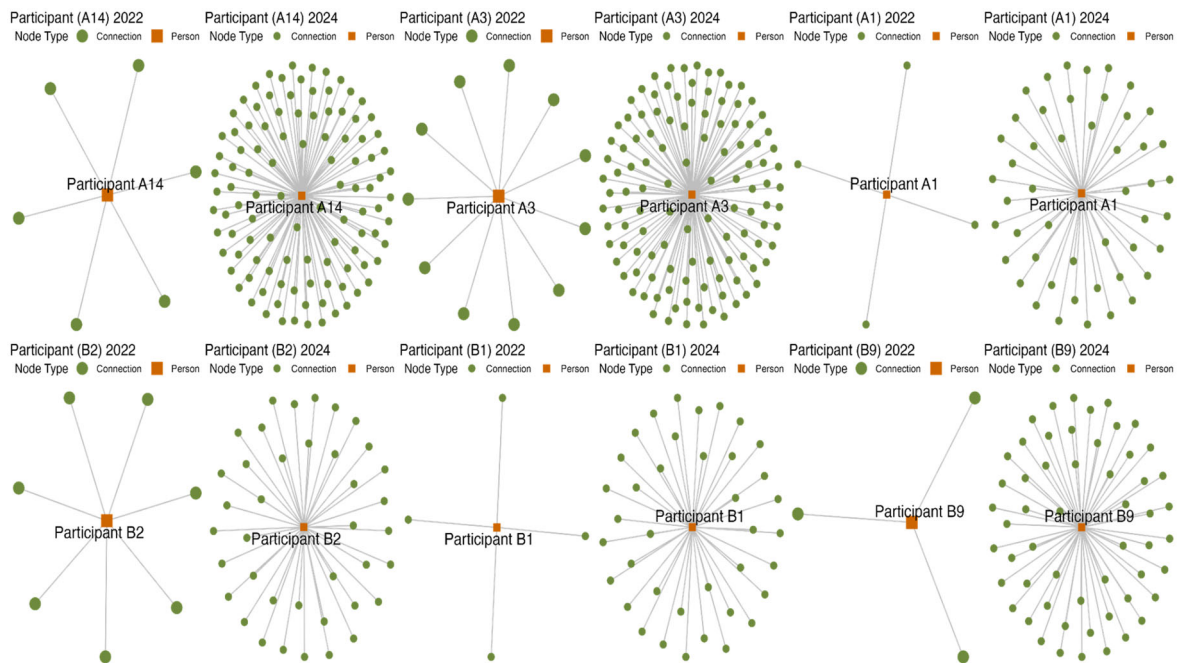 Participant (A14) 2022
Node Type Connection Person
Participant A14
Participant (A14) 2024
Node Type Connection Person
Participant A14
Participant (A3) 2022
Node Type Connection Person
Participant A3
Participant (A3) 2024
Node Type Connection Person
Participant A3
Participant (A1) 2022
Node Type Connection Person
Participant A1
Participant (A1) 2024
Node Type Connection Person
Participant A1
Participant (B2) 2022
Node Type Connection Person
Participant B2
Participant (B2) 2024
Node Type Connection Person
Participant B2
Participant (B1) 2022
Node Type Connection Person
Participant B1
Participant (B1) 2024
Node Type Connection Person
Participant B1
Participant (B9) 2022
Node Type Connection Person
Participant B9
Participant (B9) 2024
Node Type Connection Person
Participant B9